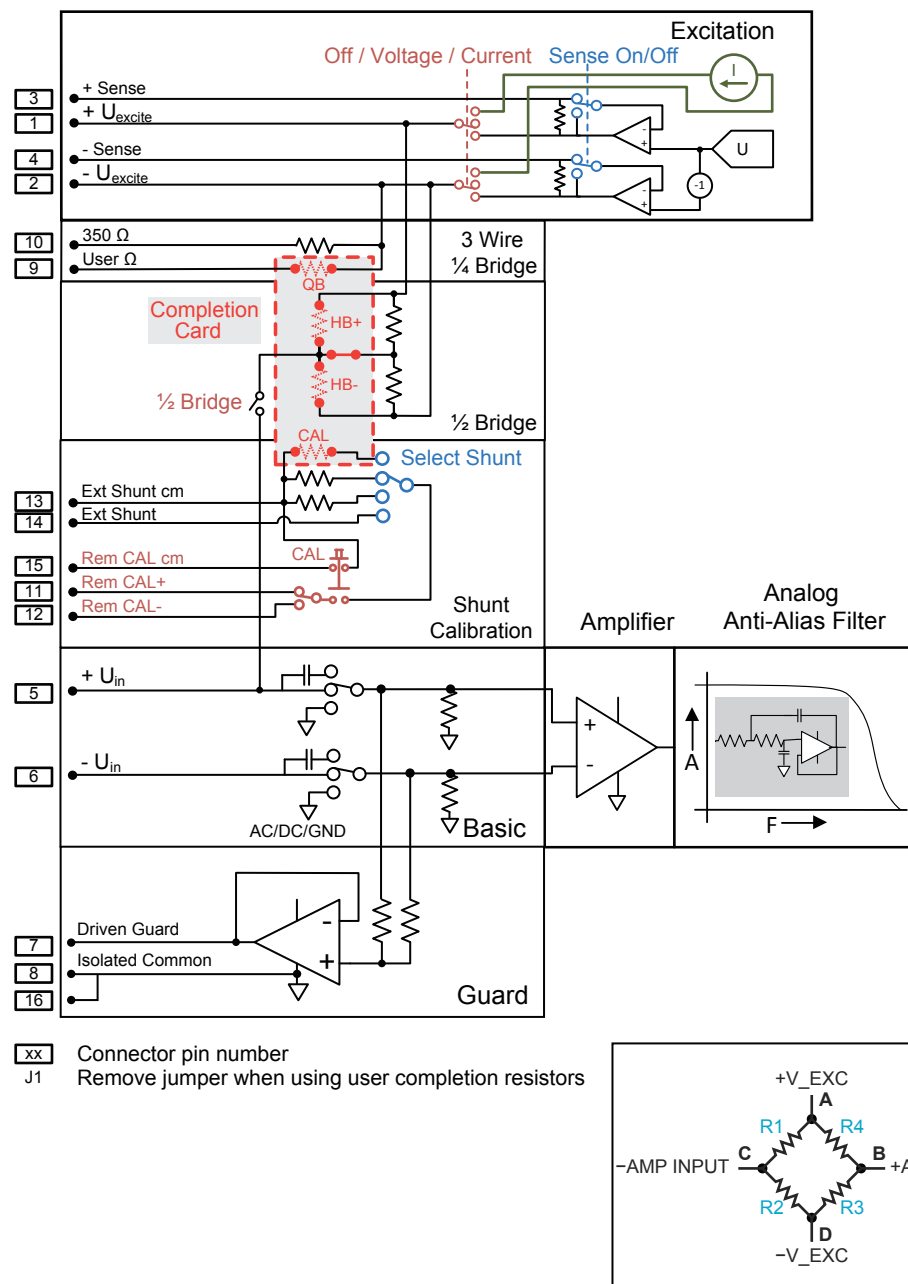 Excitation
Off / Voltage / Current
Sense On/Off
3
+ Sense
I
1
+ Uexcite
4
- Sense
-
+
U
2
- Uexcite
-
+
-1
10
350 Ω
3 Wire
9
User Ω
¼ Bridge
QB
Completion
Card
HB+
HB-
½ Bridge
½ Bridge
CAL
Select Shunt
13
Ext Shunt cm
14
Ext Shunt
15
Rem CAL cm
CAL
11
Rem CAL+
12
Rem CAL-
Shunt
Calibration
Amplifier
Analog
Anti-Alias Filter
5
+ Uin
+
-
A
6
- Uin
AC/DC/GND
Basic
F
7
Driven Guard
-
+
8
Isolated Common
16
Guard
xx Connector pin number
J1 Remove jumper when using user completion resistors
+V_EXC
A
R1
R4
C
B
−AMP INPUT
+A
R2
R3
D
−V_EXC